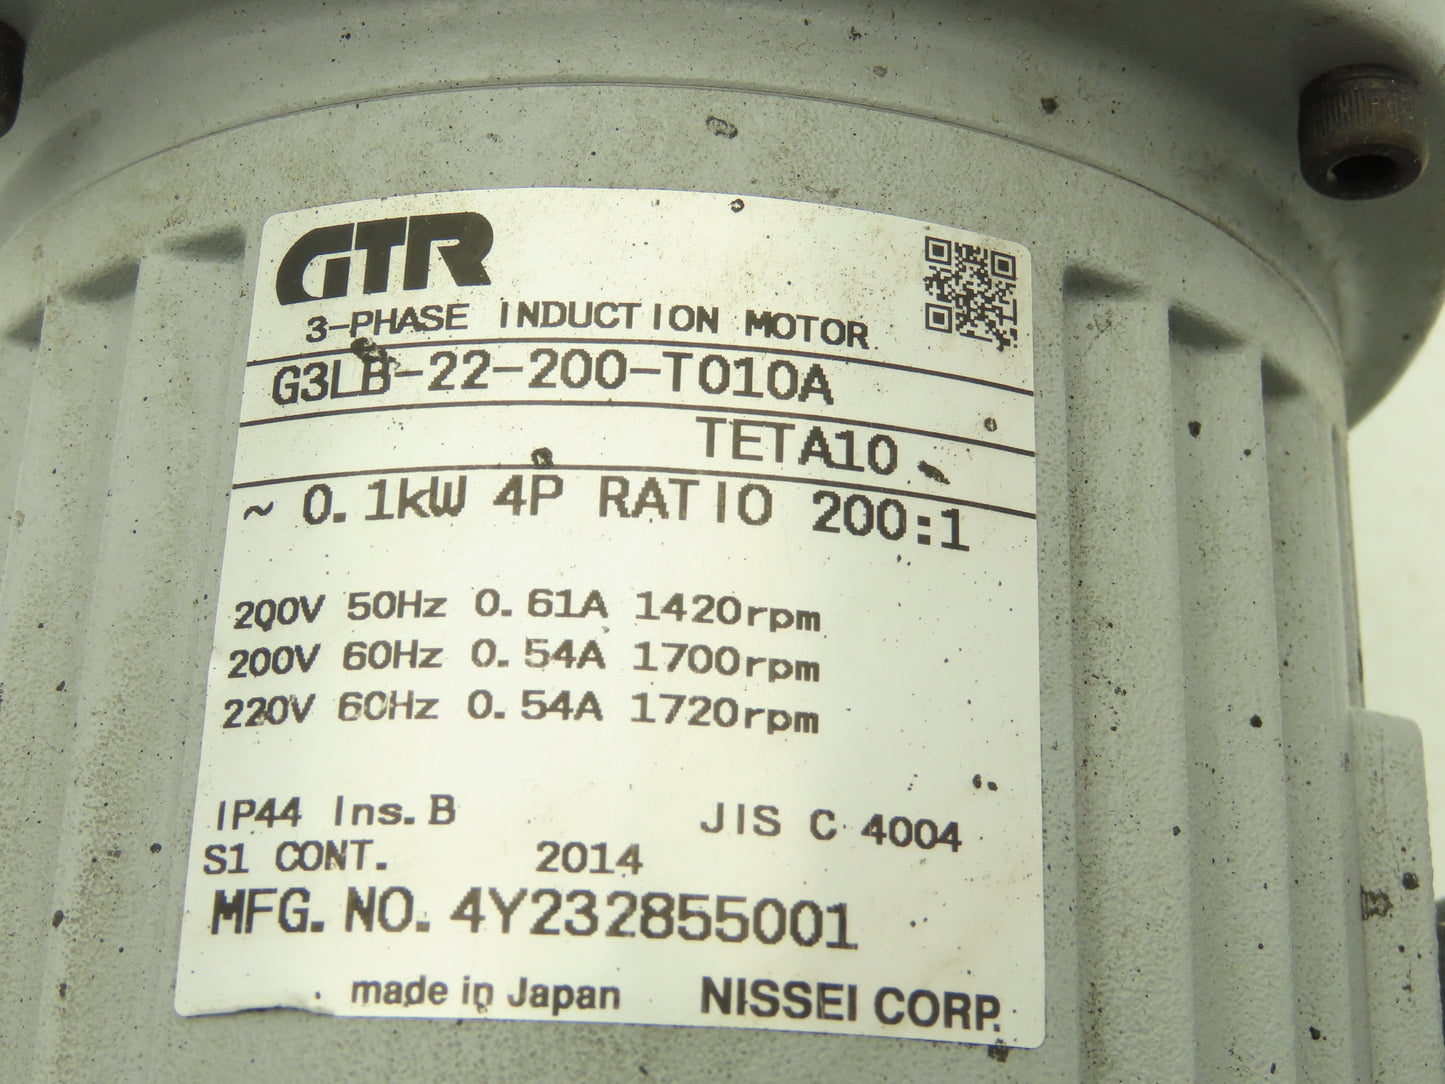 GTR
3-PHASE INDUCTION MOTOR
G3LB-22-200-T010A
TETA10
~ 0.1kW 4P RATIO 200:1
200V 50Hz 0.61A 1420rpm
200V 60Hz 0.54A 1700rpm
220V 60Hz 0.54A 1720rpm
IP44 Ins.B JIS C 4004
S1 CONT. 2014
MFG. NO. 4Y232855001
made in Japan NISSEI CORP.